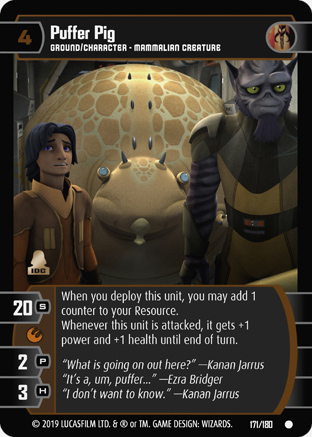 4
Puffer Pig
GROUND/CHARACTER - MAMMALIAN CREATURE
IDC
20 S
2 P
3 H
When you deploy this unit, you may add 1
counter to your Resource.
Whenever this unit is attacked, it gets +1
power and +1 health until end of turn.
“What is going on out here?” —Kanan Jarrus
“It’s a, um, puffer...” —Ezra Bridger
“I don’t want to know.” —Kanan Jarrus
© 2019 LUCASFILM LTD. & ® or TM. GAME DESIGN: WIZARDS.
171/180